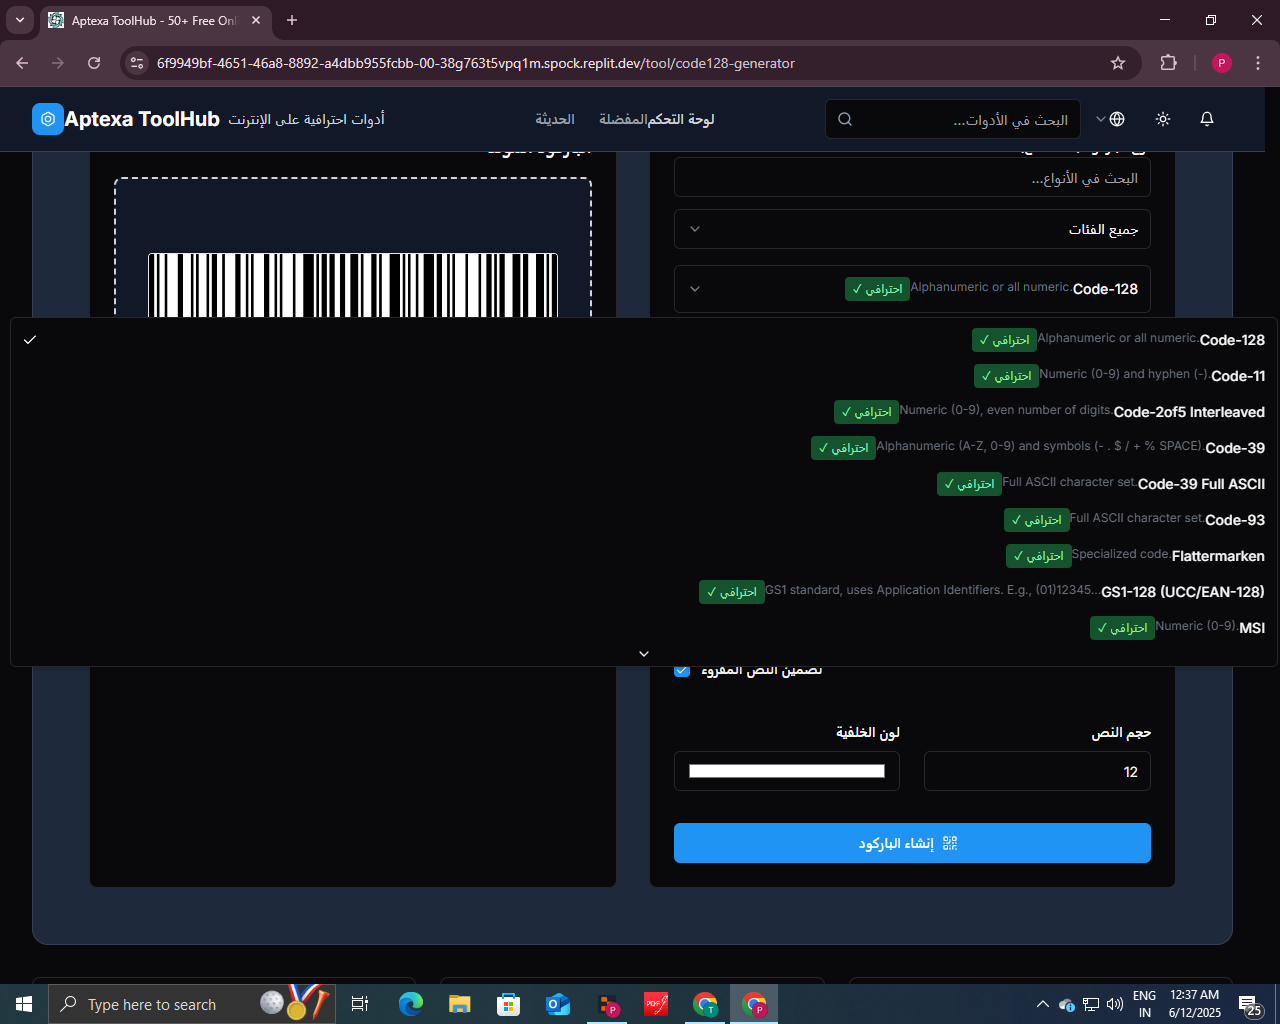 Aptexa ToolHub - 50+ Free Onl
6f9949bf-4651-46a8-8892-a4dbb955fcbb-00-38g763t5vpq1m.spock.replit.dev/tool/code128-generator
P
Aptexa ToolHub أدوات احترافية على الإنترنت
لوحة التحكم المفضلة الحديثة
البحث في الأدوات...
البحث في الأنواع...
جميع الفئات
Code-128 Alphanumeric or all numeric. احترافي ✓
Code-128 Alphanumeric or all numeric. احترافي ✓
Code-11 Numeric (0-9) and hyphen (-). احترافي ✓
Code-2of5 Interleaved Numeric (0-9), even number of digits. احترافي ✓
Code-39 Alphanumeric (A-Z, 0-9) and symbols (- . $ / + % SPACE). احترافي ✓
Code-39 Full ASCII Full ASCII character set. احترافي ✓
Code-93 Full ASCII character set. احترافي ✓
Flattermarken Specialized code. احترافي ✓
GS1-128 (UCC/EAN-128) GS1 standard, uses Application Identifiers. E.g., (01)12345... احترافي ✓
MSI Numeric (0-9). احترافي ✓
تضمين النص المقروء
حجم النص
لون الخلفية
12
إنشاء الباركود
Type here to search
P
PDF
T
P
ENG
IN
12:37 AM
6/12/2025
25